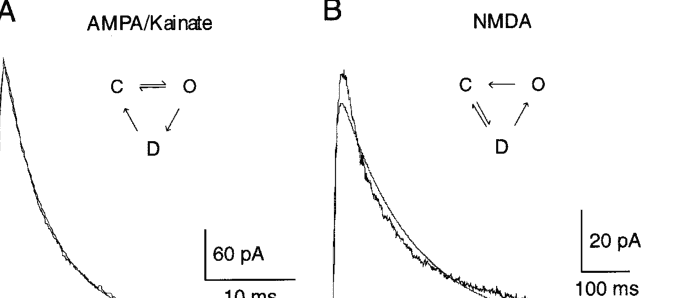 A
AMPA/Kainate
C O
D
60 pA
10 ms
B
NMDA
C O
D
20 pA
100 ms